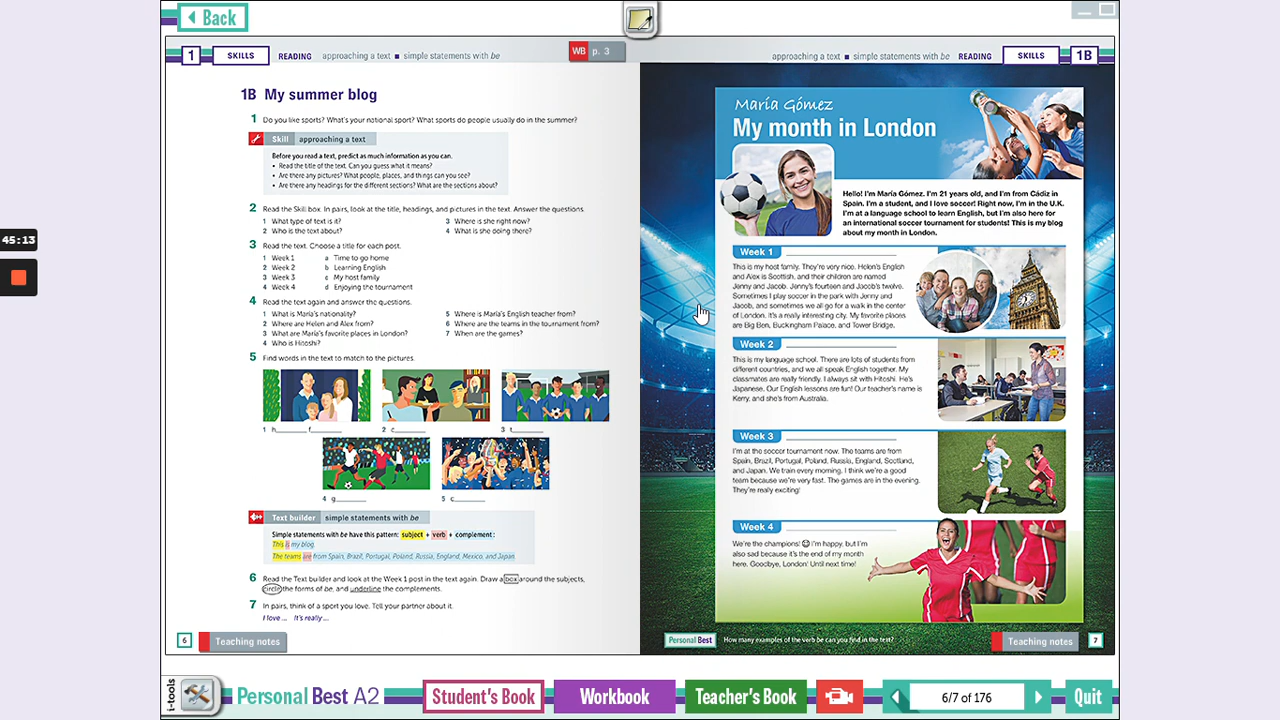 Back
1 SKILLS READING approaching a text ■ simple statements with be
WB p. 3
1B My summer blog
1 Do you like sports? What's your national sport? What sports do people usually do in the summer?
Skill approaching a text
Before you read a text, predict as much information as you can.
• Read the title of the text. Can you guess what it means?
• Are there any pictures? What people, places, and things can you see?
• Are there any headings for the different sections? What are the sections about?
2 Read the Skill box. In pairs, look at the title, headings, and pictures in the text. Answer the questions.
1 What type of text is it?
2 Who is the text about?
3 Where is she right now?
4 What is she doing there?
3 Read the text. Choose a title for each post.
1 Week 1 a Time to go home
2 Week 2 b Learning English
3 Week 3 c My host family
4 Week 4 d Enjoying the tournament
4 Read the text again and answer the questions.
1 What is María's nationality?
2 Where are Helen and Alex from?
3 What are María's favorite places in London?
4 Who is Hitoshi?
5 Where is María's English teacher from?
6 Where are the teams in the tournament from?
7 When are the games?
5 Find words in the text to match to the pictures.
1 h_______ f_______
2 c_______
3 t_______
4 g_______
5 c_______
Text builder simple statements with be
Simple statements with be have this pattern: subject + verb + complement:
This is my blog.
The teams are from Spain, Brazil, Portugal, Poland, Russia, England, Mexico, and Japan.
6 Read the Text builder and look at the Week 1 post in the text again. Draw a box around the subjects,
circle the forms of be, and underline the complements.
7 In pairs, think of a sport you love. Tell your partner about it.
I love ... It's really ...
6 Teaching notes
approaching a text ■ simple statements with be READING SKILLS 1B
María Gómez
My month in London
Hello! I'm María Gómez. I'm 21 years old, and I'm from Cádiz in
Spain. I'm a student, and I love soccer! Right now, I'm in the U.K.
I'm at a language school to learn English, but I'm also here for
an international soccer tournament for students! This is my blog
about my month in London.
Week 1
This is my host family. They're very nice. Helen's English
and Alex is Scottish, and their children are named
Jenny and Jacob. Jenny's fourteen and Jacob's twelve.
Sometimes I play soccer in the park with Jenny and
Jacob, and sometimes we all go for a walk in the center
of London. It's a really interesting city. My favorite places
are Big Ben, Buckingham Palace, and Tower Bridge.
Week 2
This is my language school. There are lots of students from
different countries, and we all speak English together. My
classmates are really friendly. I always sit with Hitoshi. He's
Japanese. Our English lessons are fun! Our teacher's name is
Kerry, and she's from Australia.
Week 3
I'm at the soccer tournament now. The teams are from
Spain, Brazil, Portugal, Poland, Russia, England, Scotland,
and Japan. We train every morning. I think we're a good
team because we're very fast. The games are in the evening.
They're really exciting!
Week 4
We're the champions! I'm happy, but I'm
also sad because it's the end of my month
here. Goodbye, London! Until next time!
Personal Best How many examples of the verb be can you find in the text?
Teaching notes 7
45:13
i-tools
Personal Best A2
Student's Book
Workbook
Teacher's Book
6/7 of 176
Quit